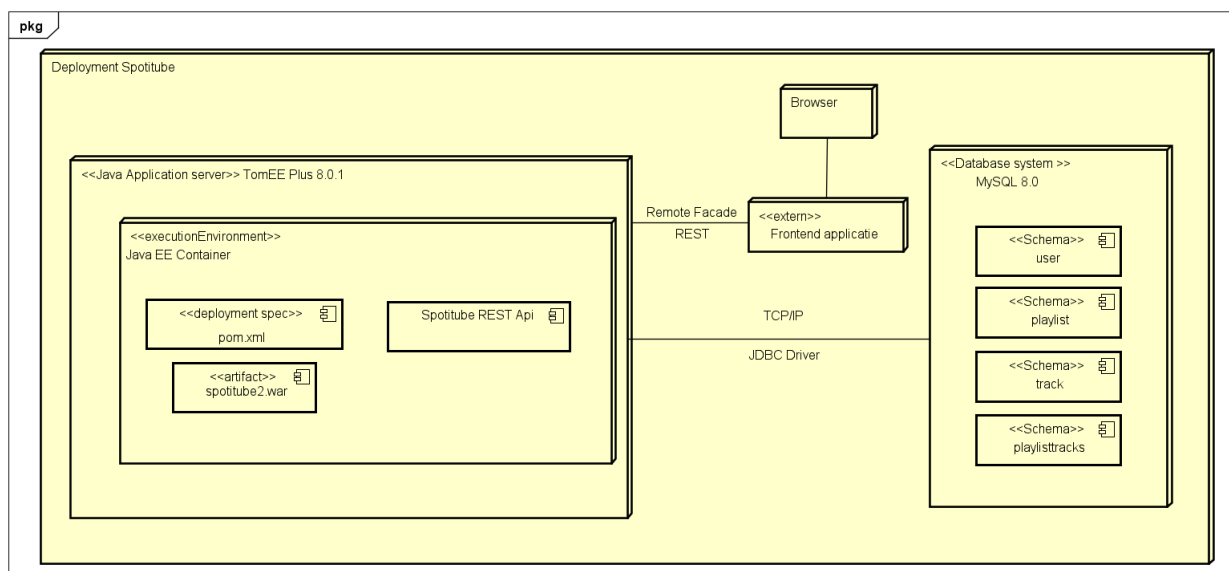 pkg
Deployment Spotitube
Browser
<<Java Application server>> TomEE Plus 8.0.1
<<executionEnvironment>>
Java EE Container
<<deployment spec>>
pom.xml
Spotitube REST Api
<<artifact>>
spotitube2.war
Remote Facade
REST
<<extern>>
Frontend applicatie
TCP/IP
JDBC Driver
<<Database system >>
MySQL 8.0
<<Schema>>
user
<<Schema>>
playlist
<<Schema>>
track
<<Schema>>
playlisttracks